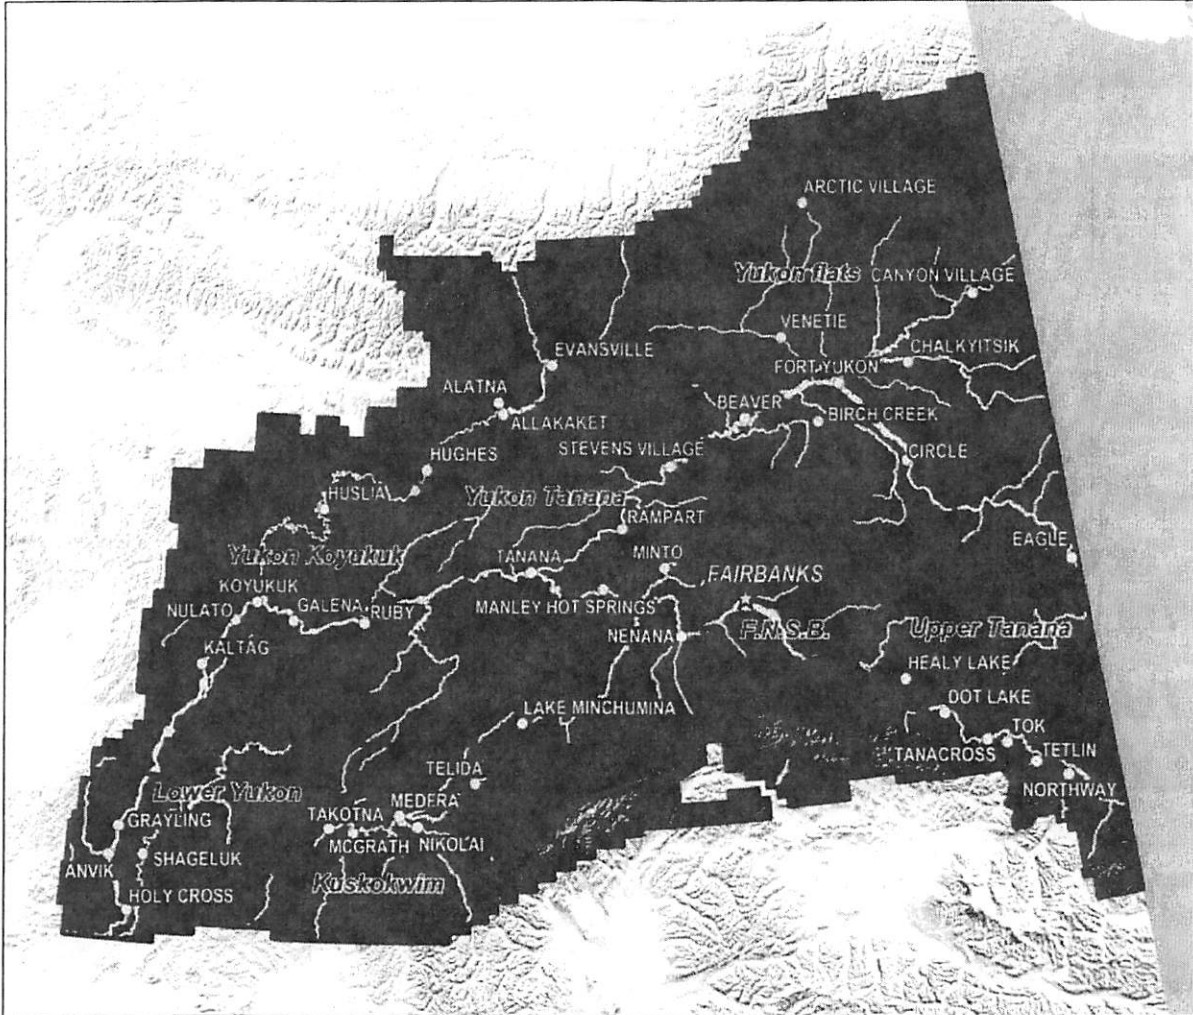 ARCTIC VILLAGE
Yukon flats
CANYON VILLAGE
VENETIE
EVANSVILLE
CHALKYITSIK
FORT YUKON
ALATNA
BEAVER
ALLAKAKET
BIRCH CREEK
STEVENS VILLAGE
HUGHES
CIRCLE
HUSLIA
Yukon Tanana
RAMPART
EAGLE
Yukon Koyukuk
TANANA
MINTO
FAIRBANKS
KOYUKUK
NULATO
GALENA
RUBY
MANLEY HOT SPRINGS
F.N.S.B.
Upper Tanana
NENANA
KALTAG
HEALY LAKE
LAKE MINCHUMINA
DOT LAKE
TOK
TANACROSS
TETLIN
TELIDA
NORTHWAY
Lower Yukon
TAKOTNA
MEDFRA
GRAYLING
MCGRATH
NIKOLAI
ANVIK
SHAGELUK
Kuskokwim
HOLY CROSS